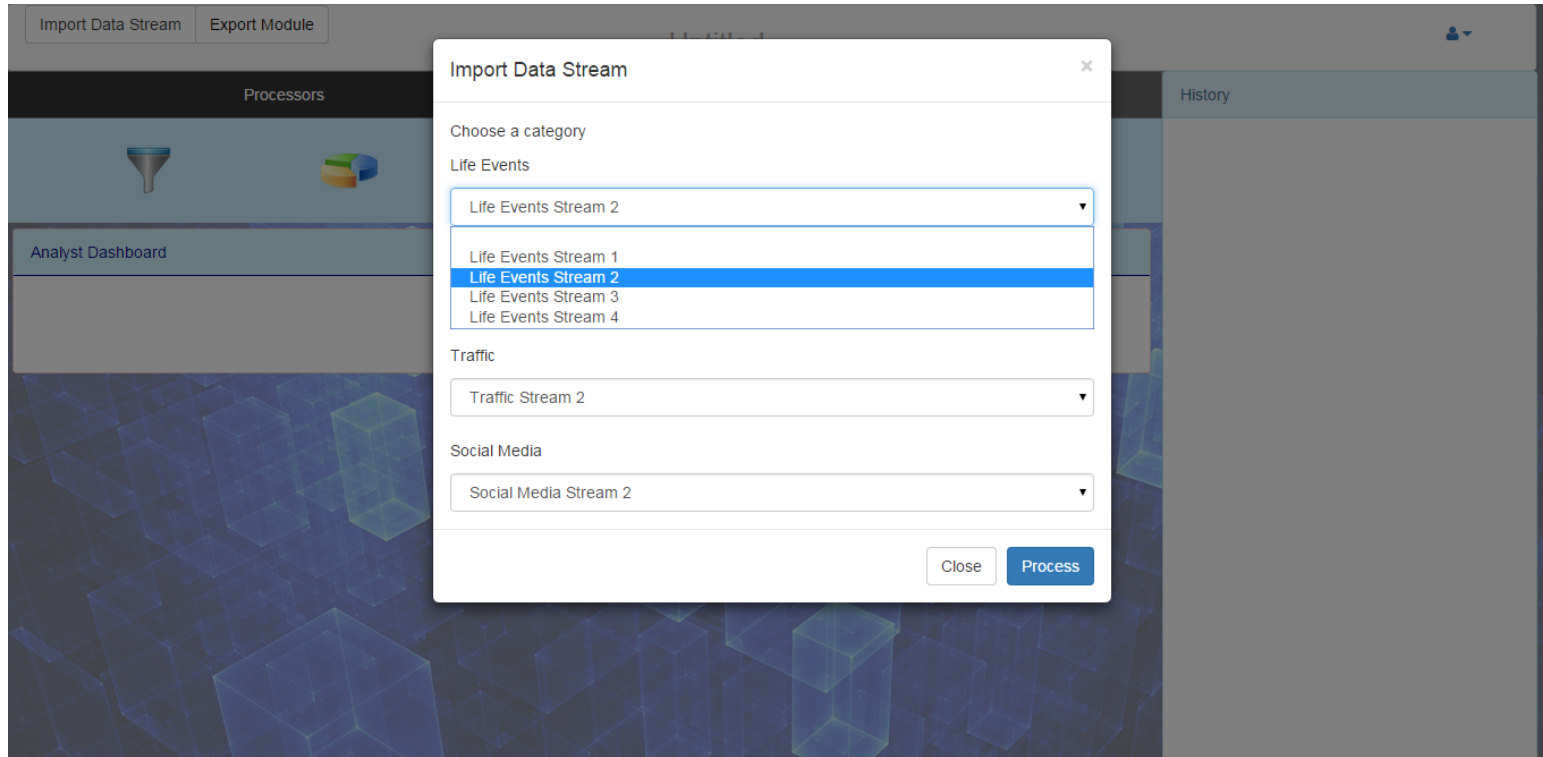 Import Data Stream Export Module
Untitled
Import Data Stream ×
Processors
History
Choose a category
Life Events
Life Events Stream 2
Analyst Dashboard
Life Events Stream 1
Life Events Stream 2
Life Events Stream 3
Life Events Stream 4
Traffic
Traffic Stream 2
Social Media
Social Media Stream 2
Close Process